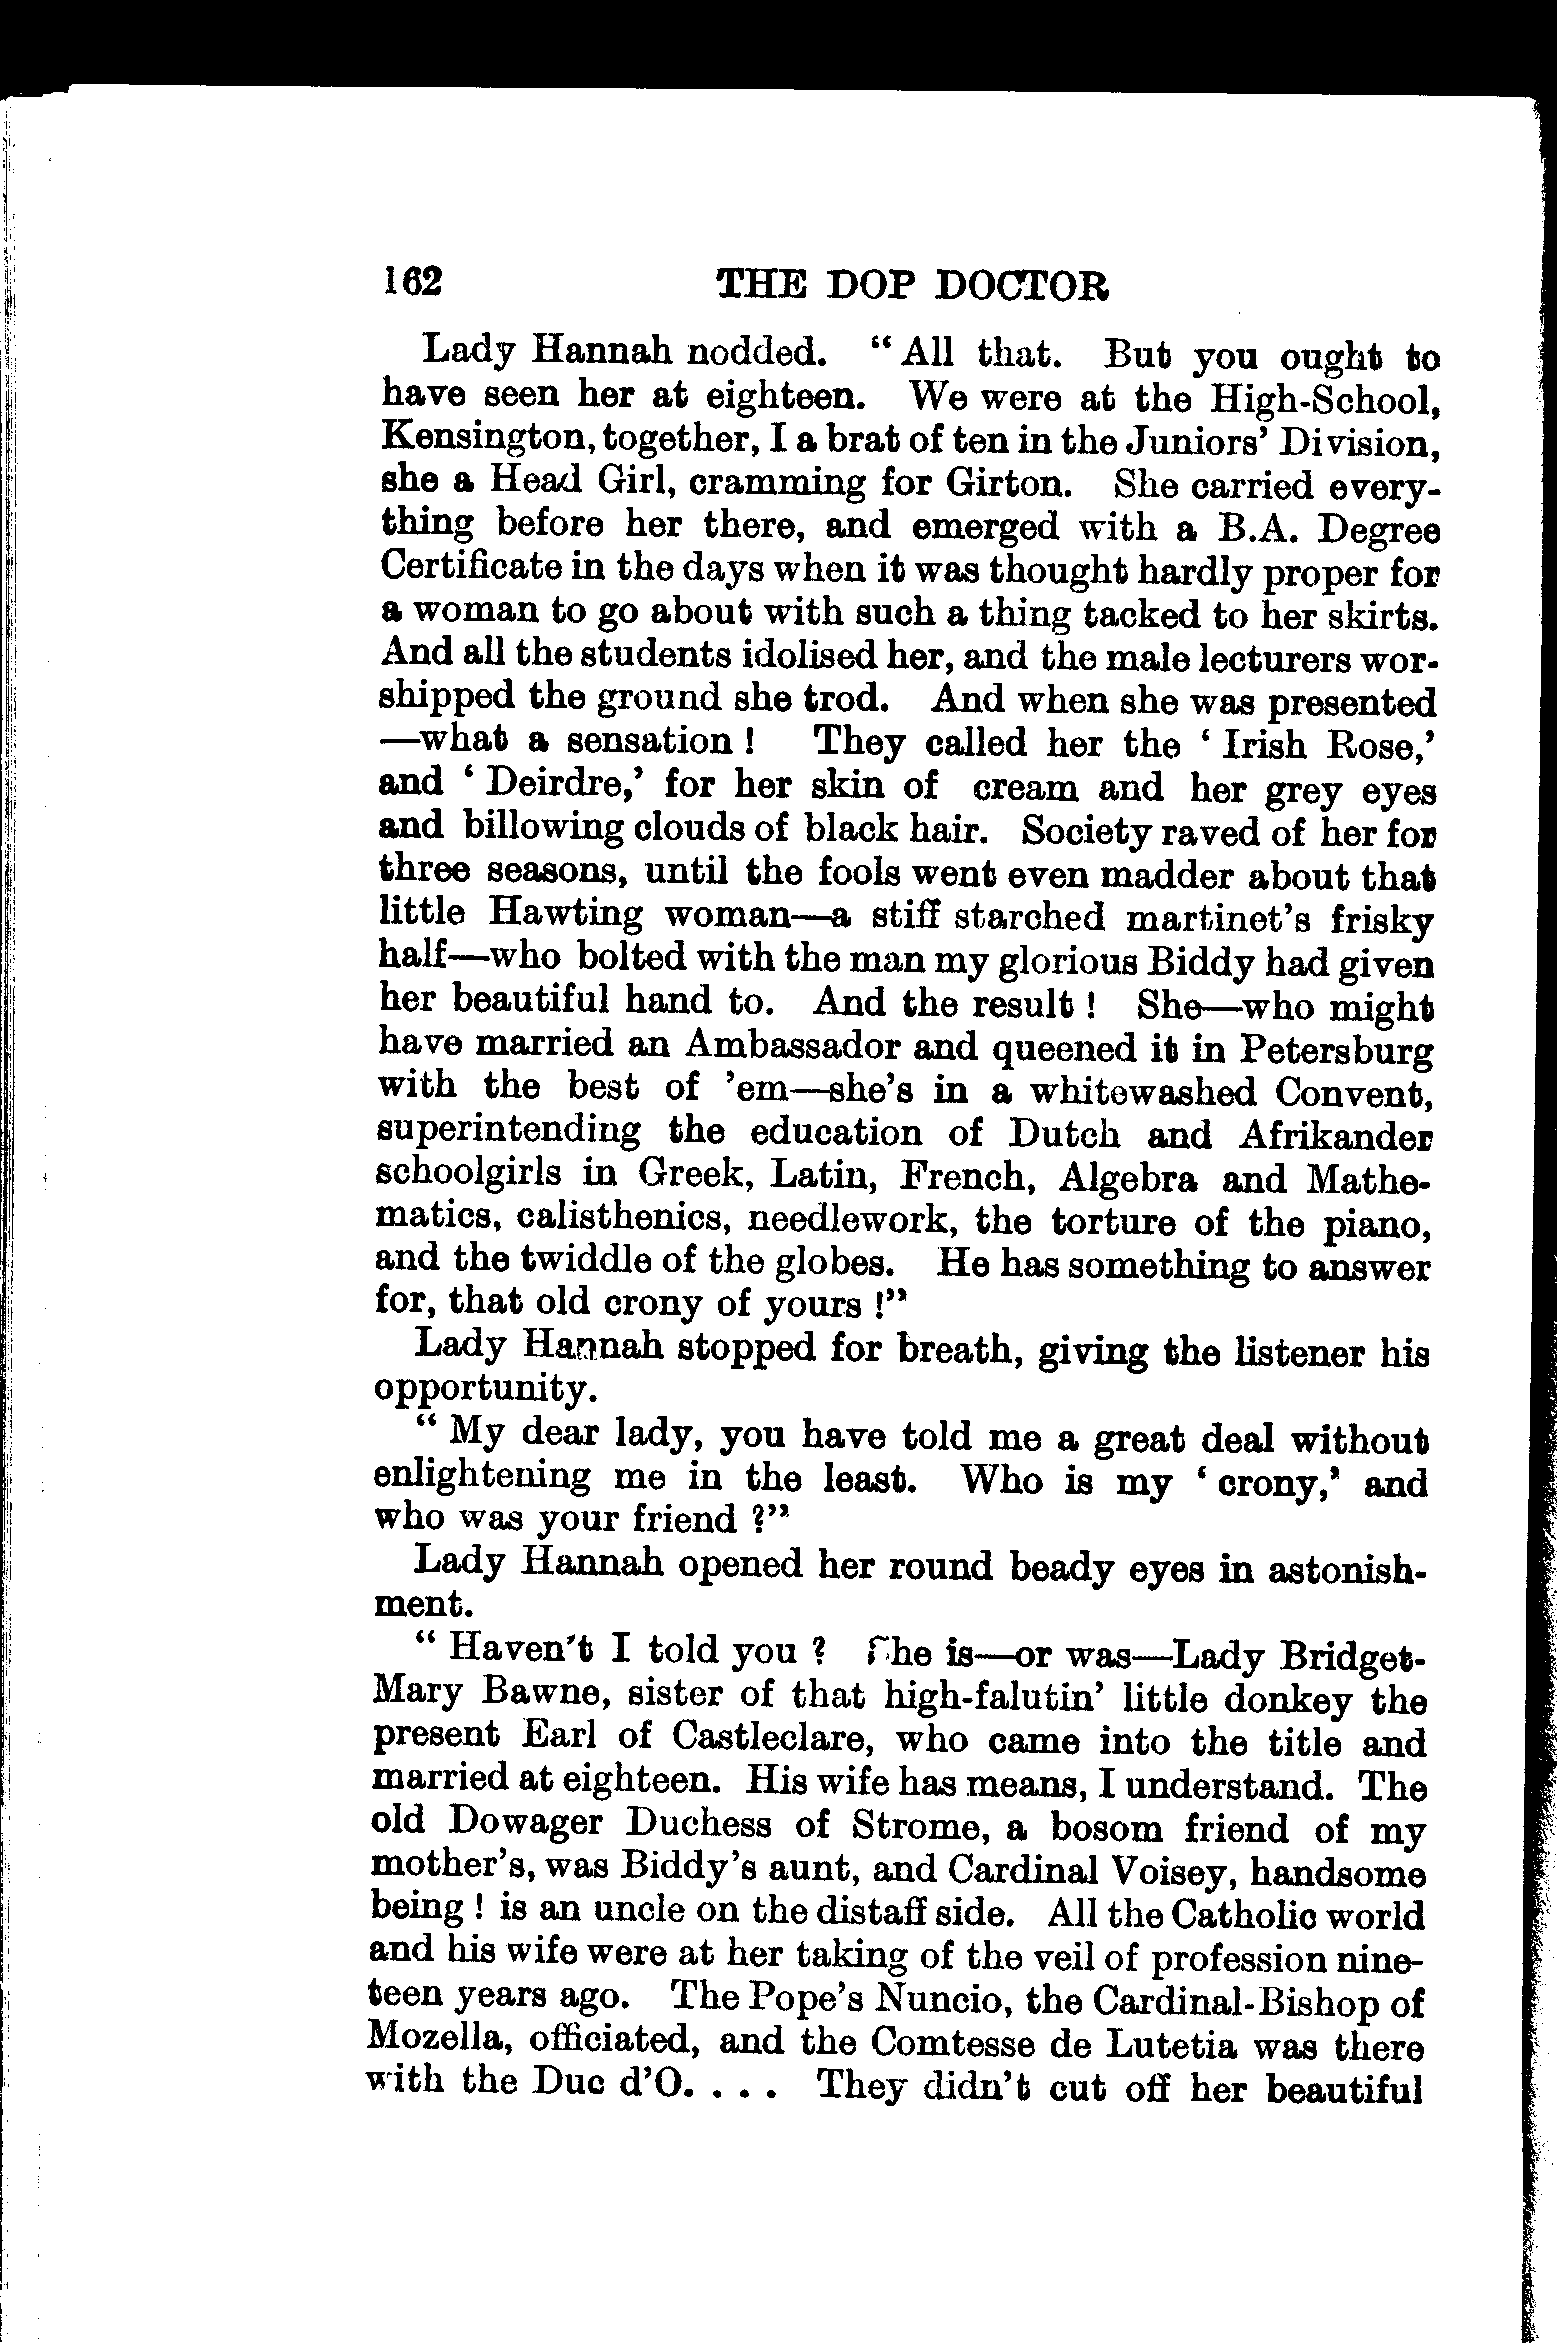 162 THE DOP DOCTOR
Lady Hannah nodded. “ All that. But you ought to
have seen her at eighteen. We were at the High-School,
Kensington, together, I a brat of ten in the Juniors’ Division,
she a Head Girl, cramming for Girton. She carried every-
thing before her there, and emerged with a B.A. Degree
Certificate in the days when it was thought hardly proper for
a woman to go about with such a thing tacked to her skirts.
And all the students idolised her, and the male lecturers wor-
shipped the ground she trod. And when she was presented
—what a sensation ! They called her the ‘ Irish Rose,’
and ‘ Deirdre,’ for her skin of cream and her grey eyes
and billowing clouds of black hair. Society raved of her for
three seasons, until the fools went even madder about that
little Hawting woman—a stiff starched martinet’s frisky
half—who bolted with the man my glorious Biddy had given
her beautiful hand to. And the result ! She—who might
have married an Ambassador and queened it in Petersburg
with the best of ’em—she’s in a whitewashed Convent,
superintending the education of Dutch and Afrikander
schoolgirls in Greek, Latin, French, Algebra and Mathe-
matics, calisthenics, needlework, the torture of the piano,
and the twiddle of the globes. He has something to answer
for, that old crony of yours !”
Lady Hannah stopped for breath, giving the listener his
opportunity.
“ My dear lady, you have told me a great deal without
enlightening me in the least. Who is my ‘ crony,’ and
who was your friend ?”
Lady Hannah opened her round beady eyes in astonish-
ment.
“ Haven’t I told you ? She is—or was—Lady Bridget-
Mary Bawne, sister of that high-falutin’ little donkey the
present Earl of Castleclare, who came into the title and
married at eighteen. His wife has means, I understand. The
old Dowager Duchess of Strome, a bosom friend of my
mother’s, was Biddy’s aunt, and Cardinal Voisey, handsome
being ! is an uncle on the distaff side. All the Catholic world
and his wife were at her taking of the veil of profession nine-
teen years ago. The Pope’s Nuncio, the Cardinal-Bishop of
Mozella, officiated, and the Comtesse de Lutetia was there
with the Duc d’O. . . . They didn’t cut off her beautiful